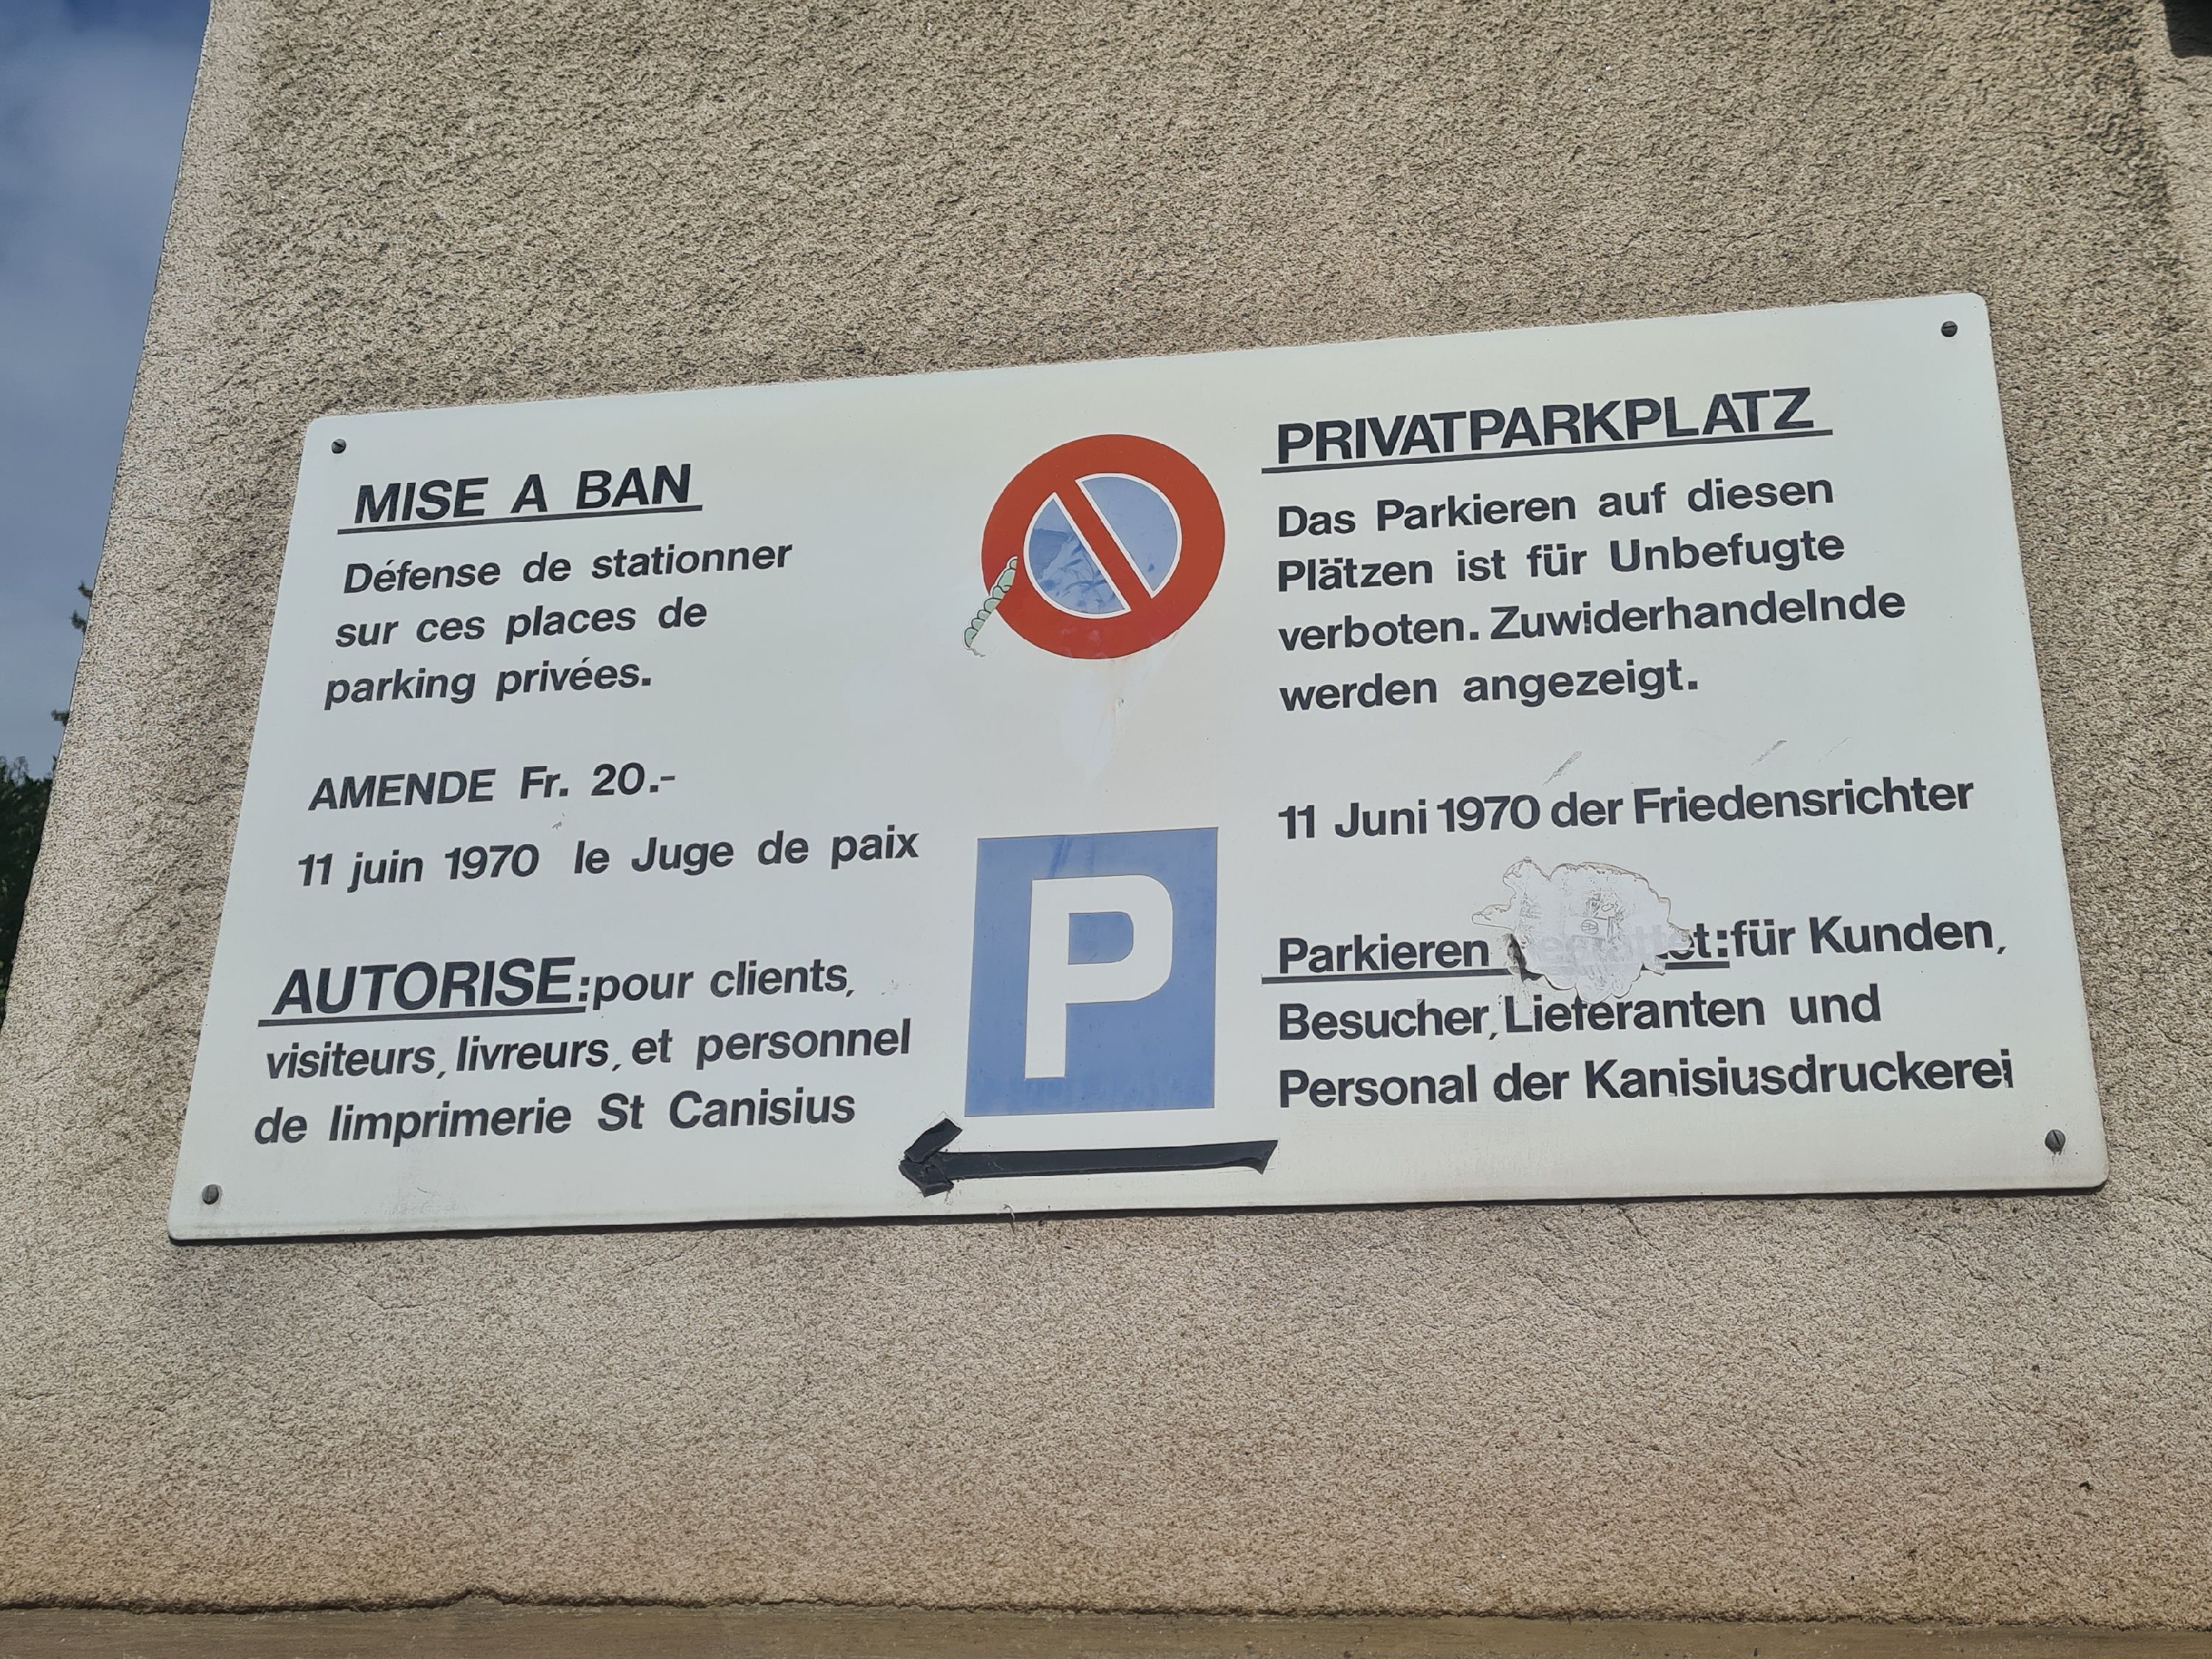 MISE A BAN
Défense de stationner
sur ces places de
parking privées.
AMENDE Fr. 20.-
11 juin 1970 le Juge de paix
AUTORISE: pour clients,
visiteurs, livreurs, et personnel
de limprimerie St Canisius
P
PRIVATPARKPLATZ
Das Parkieren auf diesen
Plätzen ist für Unbefugte
verboten. Zuwiderhandelnde
werden angezeigt.
11 Juni 1970 der Friedensrichter
Parkieren für Kunden,
Besucher, Lieferanten und
Personal der Kanisiusdruckerei